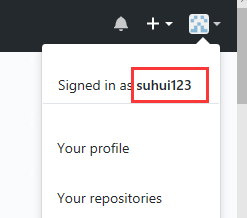 Signed in as suhui123
Your profile
Your repositories